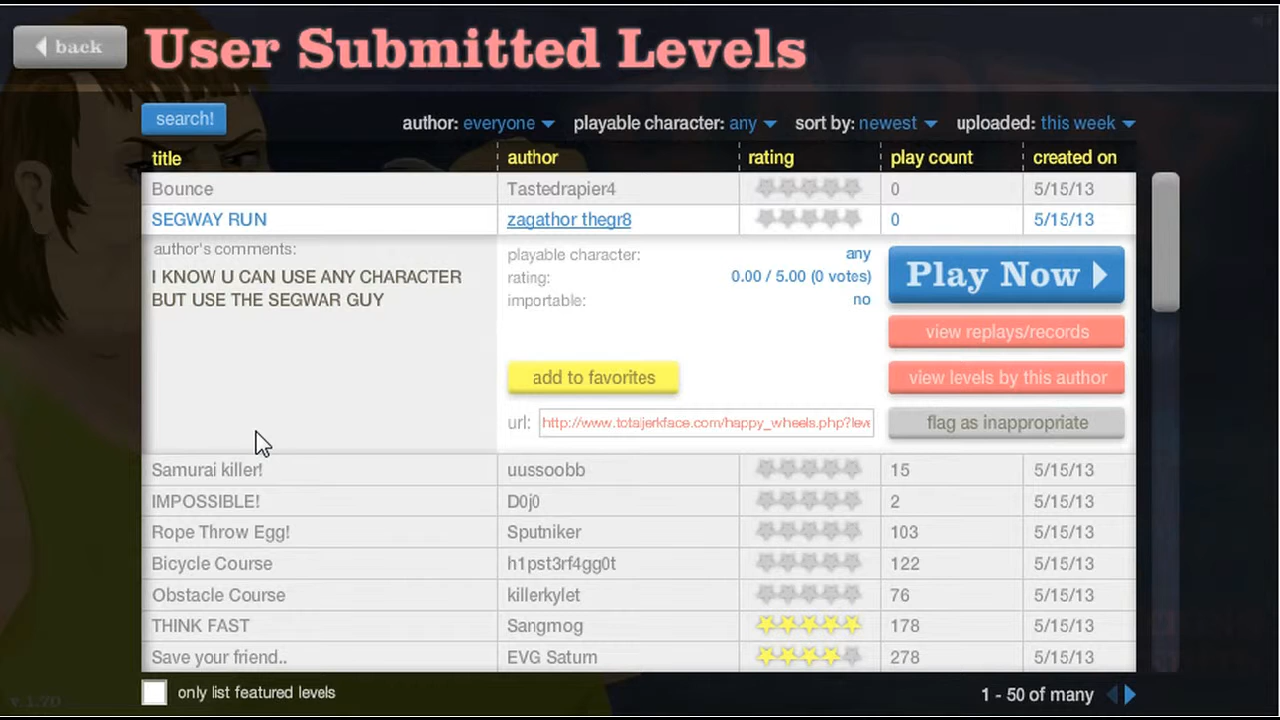 back
User Submitted Levels
search!
author: everyone playable character: any sort by: newest uploaded: this week
title author rating play count created on
Bounce Tastedrapier4 0 5/15/13
SEGWAY RUN zagathor thegr8 0 5/15/13
author's comments:
I KNOW U CAN USE ANY CHARACTER
BUT USE THE SEGWAR GUY
playable character: any
rating: 0.00 / 5.00 (0 votes)
importable: no
add to favorites
url: http://www.totaljerkface.com/happy_wheels.php?lev
Play Now
view replays/records
view levels by this author
flag as inappropriate
Samurai killer! uussoobb 15 5/15/13
IMPOSSIBLE! D0j0 2 5/15/13
Rope Throw Egg! Sputniker 103 5/15/13
Bicycle Course h1pst3rf4gg0t 122 5/15/13
Obstacle Course killerkylet 76 5/15/13
THINK FAST Sangmog 178 5/15/13
Save your friend.. EVG Saturn 278 5/15/13
only list featured levels
1 - 50 of many
v.1.70